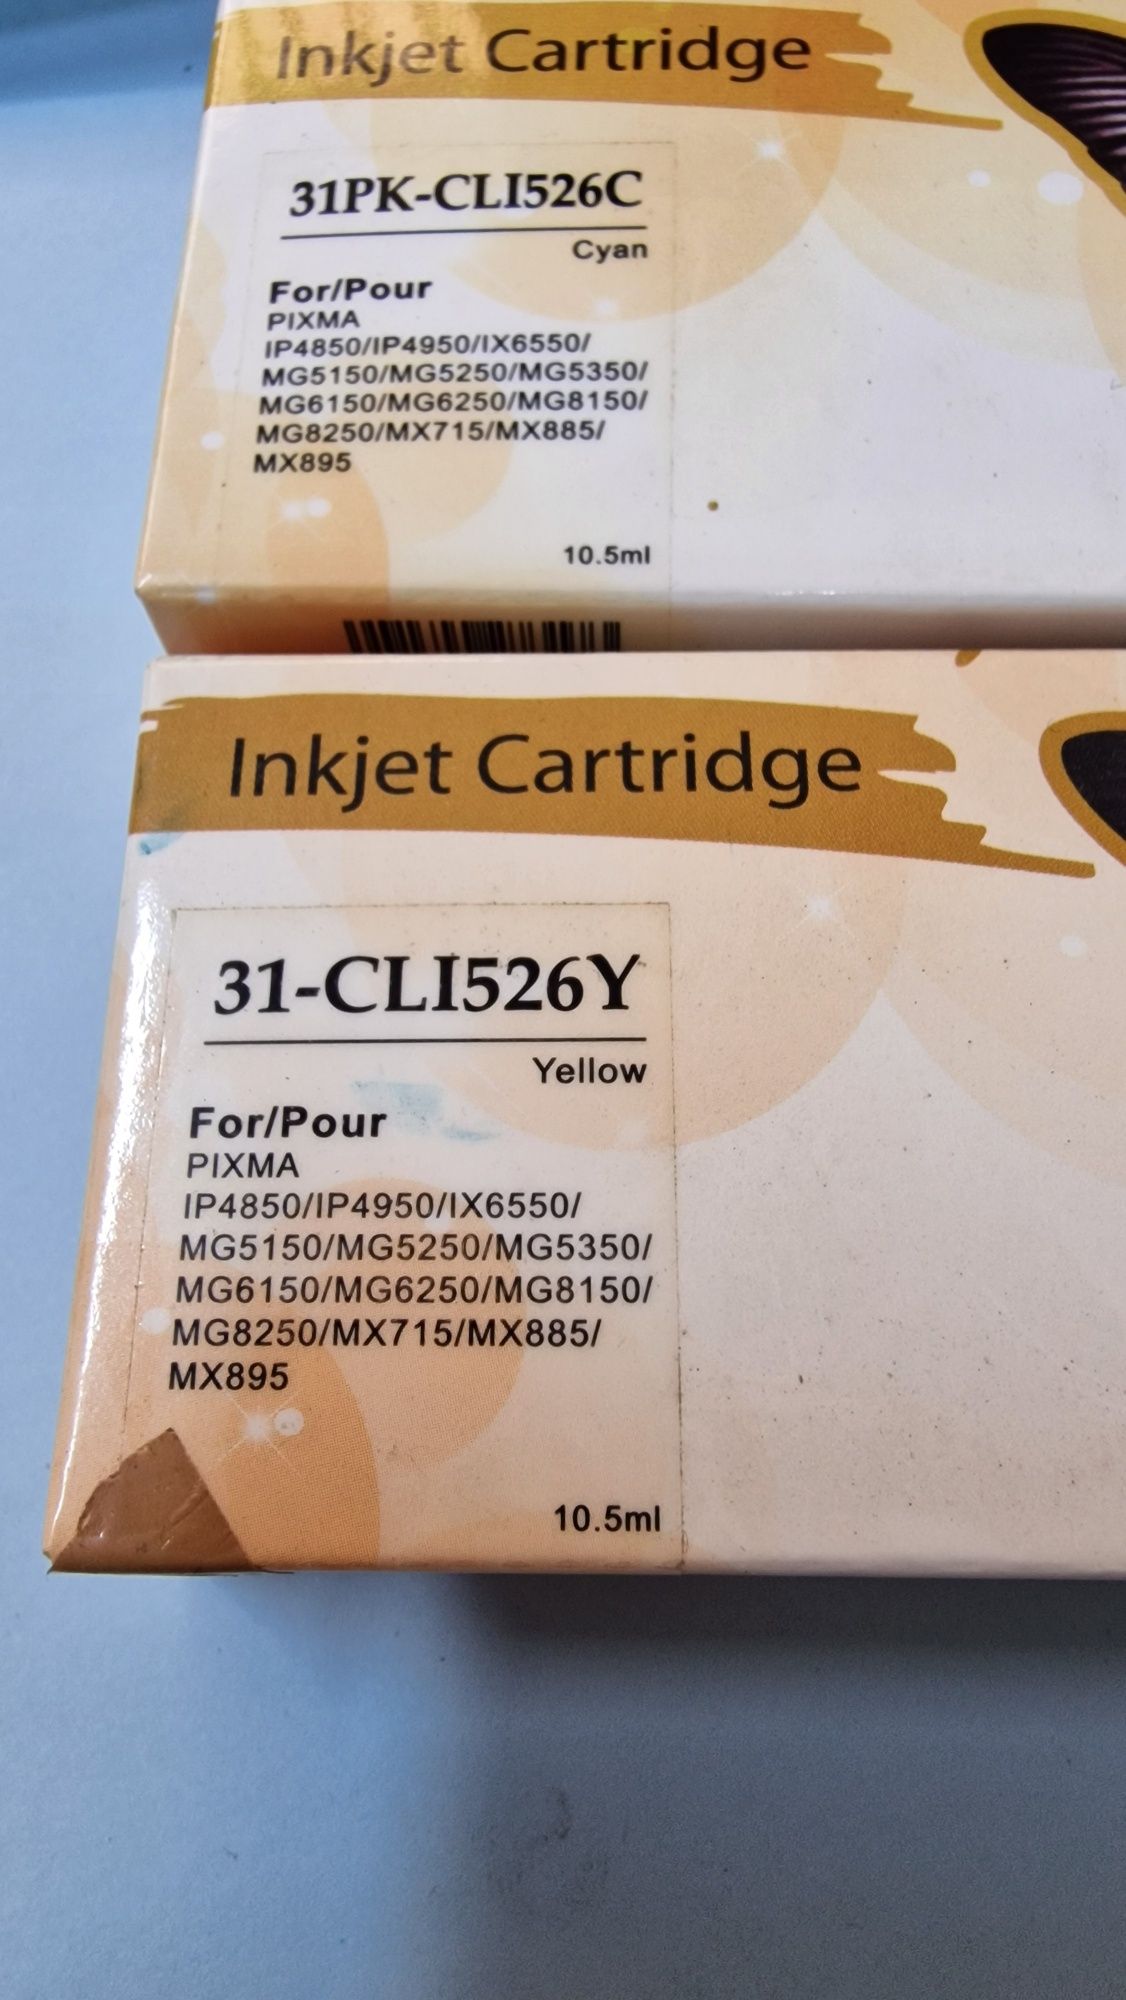 Inkjet Cartridge
31PK-CLI526C
Cyan
For/Pour
PIXMA
IP4850/IP4950/IX6550/
MG5150/MG5250/MG5350/
MG6150/MG6250/MG8150/
MG8250/MX715/MX885/
MX895
10.5ml
Inkjet Cartridge
31-CLI526Y
Yellow
For/Pour
PIXMA
IP4850/IP4950/IX6550/
MG5150/MG5250/MG5350/
MG6150/MG6250/MG8150/
MG8250/MX715/MX885/
MX895
10.5ml